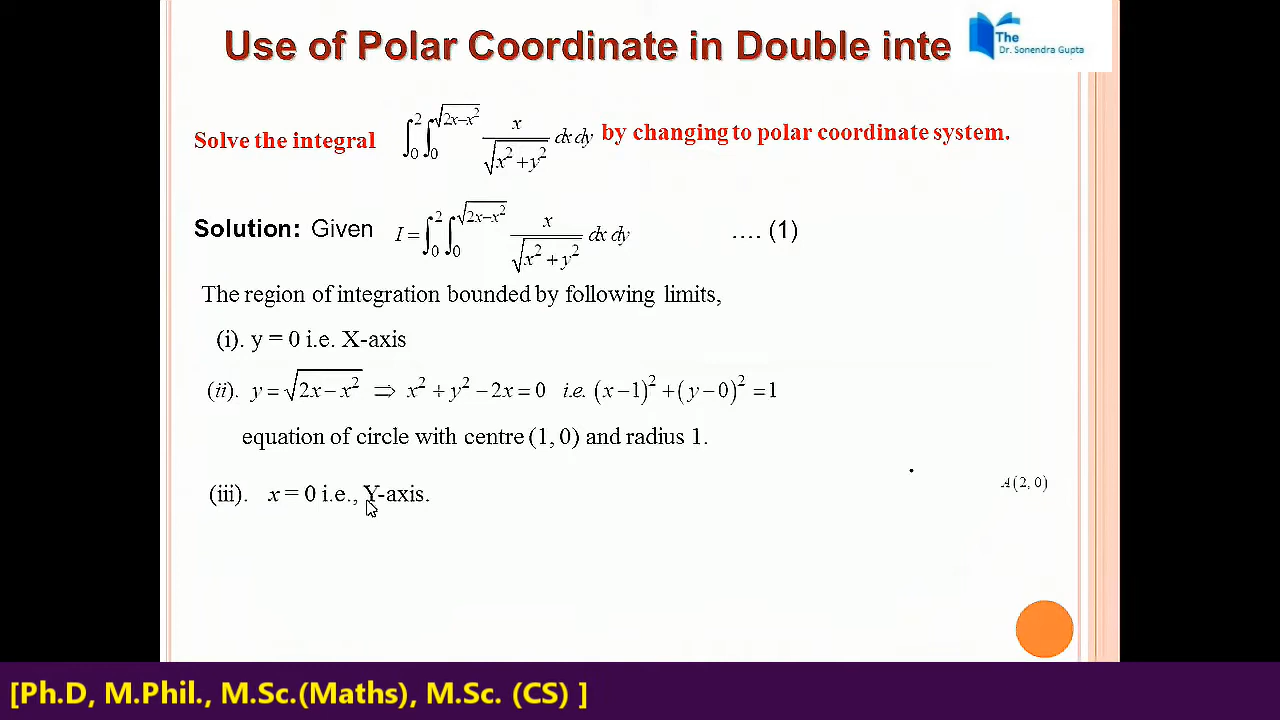 Use of Polar Coordinate in Double inte
The
Dr. Sonendra Gupta
Solve the integral ∫₀² ∫₀^√(2x−x²) x/√(x²+y²) dx dy by changing to polar coordinate system.
Solution: Given I = ∫₀² ∫₀^√(2x−x²) x/√(x²+y²) dx dy .... (1)
The region of integration bounded by following limits,
(i). y = 0 i.e. X-axis
(ii). y = √(2x − x²) ⇒ x² + y² − 2x = 0 i.e. (x−1)² + (y−0)² = 1
equation of circle with centre (1, 0) and radius 1.
A(2, 0)
(iii). x = 0 i.e., Y-axis.
[Ph.D, M.Phil., M.Sc.(Maths), M.Sc. (CS) ]